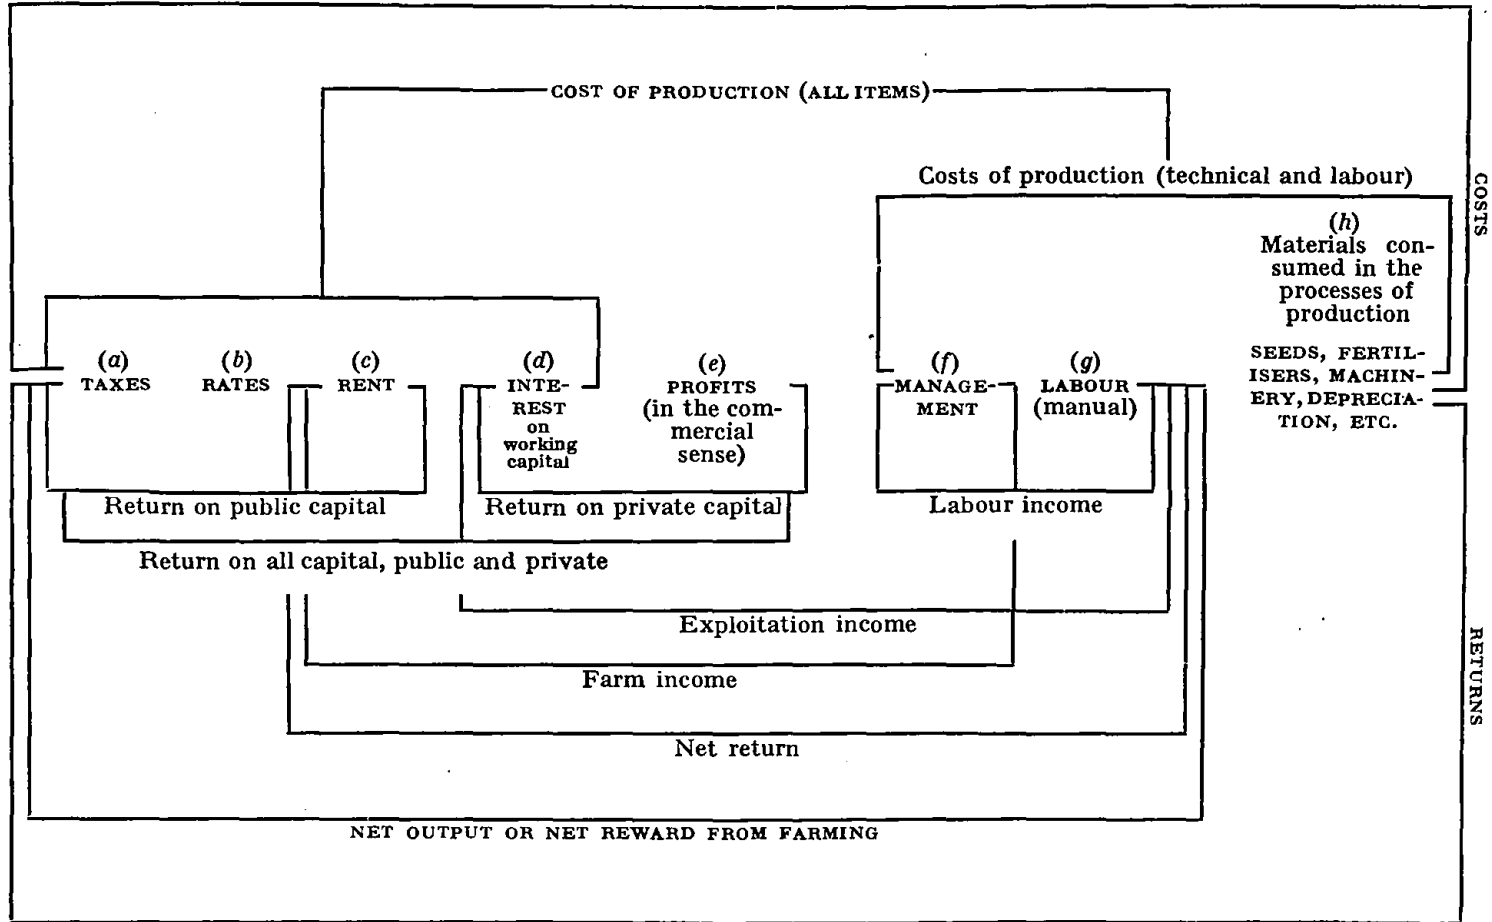 COST OF PRODUCTION (ALL ITEMS)
Costs of production (technical and labour)
COSTS
(h)
Materials con-
sumed in the
processes of
production
SEEDS, FERTIL-
ISERS, MACHIN-
ERY, DEPRECIA-
TION, ETC.
(a)
TAXES
(b)
RATES
(c)
RENT
(d)
INTE-
REST
on
working
capital
(e)
PROFITS
(in the com-
mercial
sense)
(f)
MANAGE-
MENT
(g)
LABOUR
(manual)
Return on public capital
Return on private capital
Labour income
Return on all capital, public and private
Exploitation income
Farm income
Net return
NET OUTPUT OR NET REWARD FROM FARMING
RETURNS